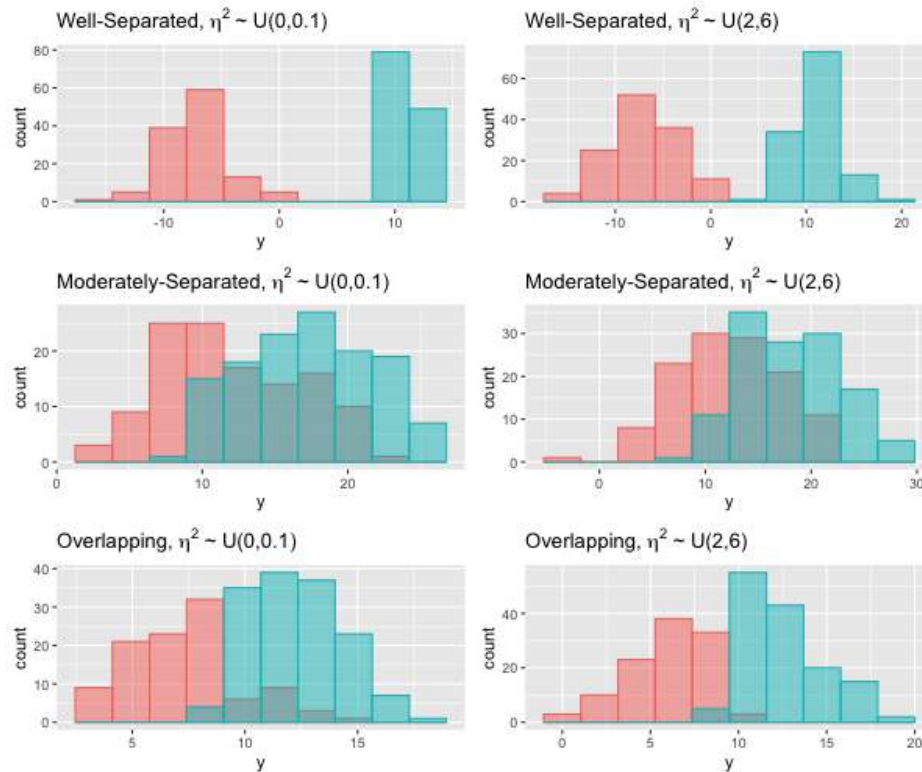 Well-Separated, η² ~ U(0,0.1)
80
60
40
20
0
count
-10
0
10
y
Well-Separated, η² ~ U(2,6)
60
40
20
0
count
-10
0
10
20
y
Moderately-Separated, η² ~ U(0,0.1)
20
10
0
count
0
10
20
y
Moderately-Separated, η² ~ U(2,6)
30
20
10
0
count
0
10
20
30
y
Overlapping, η² ~ U(0,0.1)
40
30
20
10
0
count
5
10
15
y
Overlapping, η² ~ U(2,6)
40
20
0
count
0
5
10
15
20
y